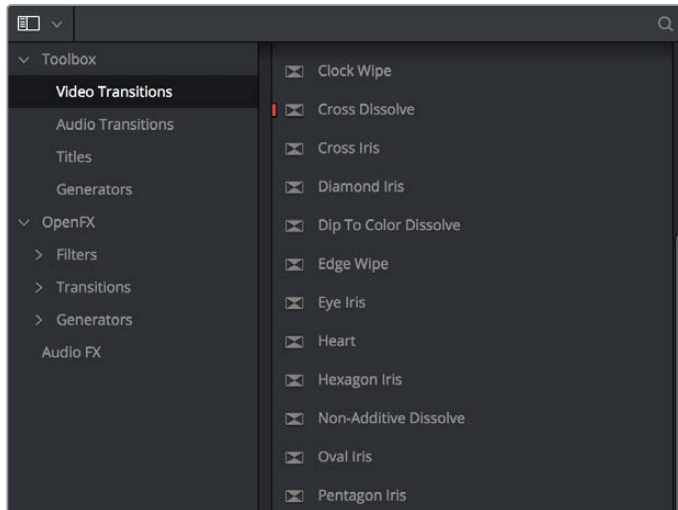 Toolbox
Video Transitions
Audio Transitions
Titles
Generators
OpenFX
Filters
Transitions
Generators
Audio FX
Clock Wipe
Cross Dissolve
Cross Iris
Diamond Iris
Dip To Color Dissolve
Edge Wipe
Eye Iris
Heart
Hexagon Iris
Non-Additive Dissolve
Oval Iris
Pentagon Iris